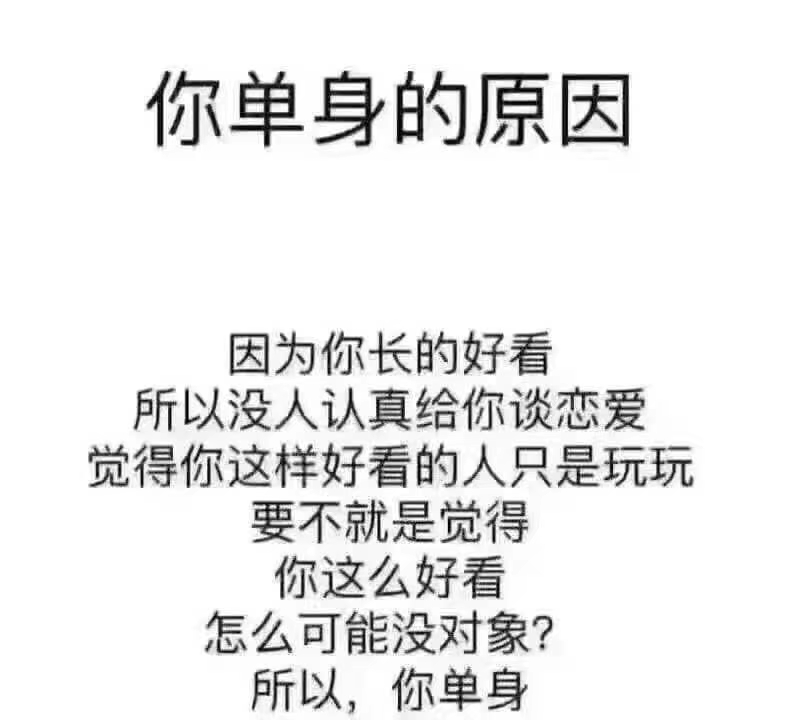 你单身的原因
因为你长的好看
所以没人认真给你谈恋爱
觉得你这样好看的人只是玩玩
要不就是觉得
你这么好看
怎么可能没对象？
所以，你单身